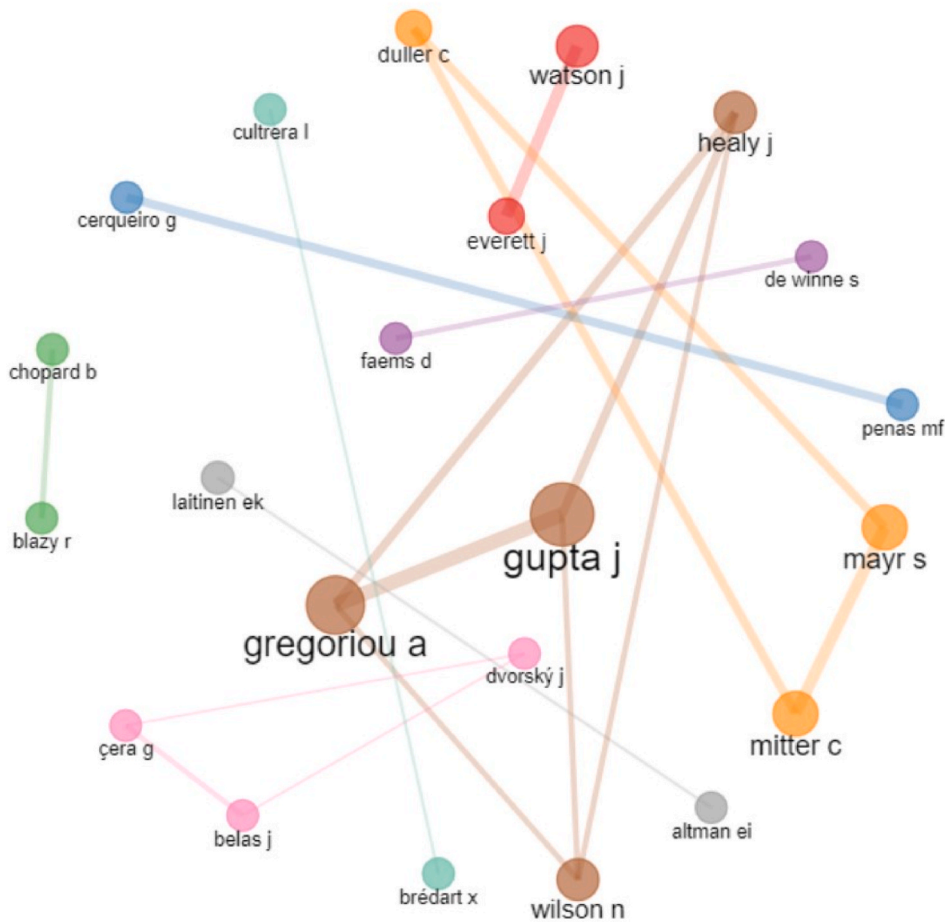 duller c
watson j
cultrera l
healy j
cerqueiro g
everett j
de winne s
faems d
chopard b
penas mf
laitinen ek
blazy r
gupta j
mayr s
gregoriou a
dvorský j
çera g
mitter c
belas j
altman ei
brédart x
wilson n